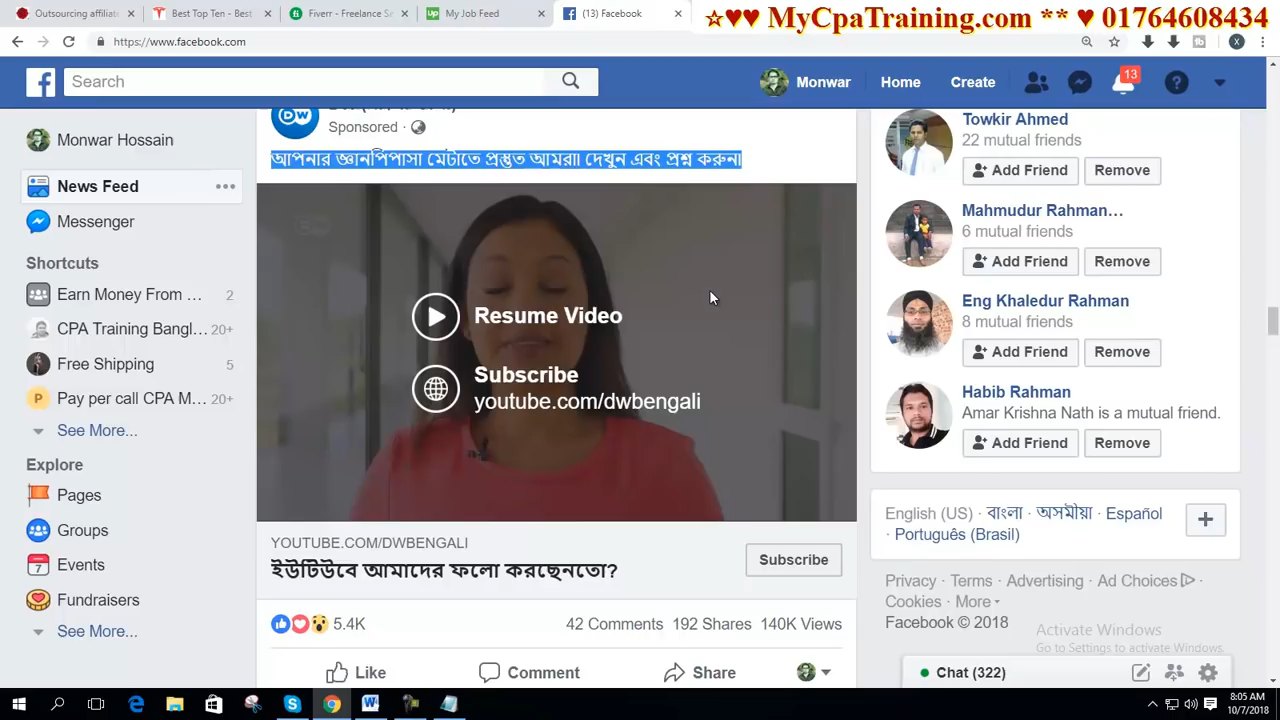 Outsourcing affiliate
Best Top Ten - Best
Fiverr - Freelance Se
My Job Feed
(13) Facebook
☆♥♥ MyCpaTraining.com ** ♥ 01764608434
https://www.facebook.com
Search
Monwar
Home
Create
13
Monwar Hossain
News Feed
Messenger
Shortcuts
Earn Money From ... 2
CPA Training Bangl... 20+
Free Shipping 5
Pay per call CPA M... 20+
See More...
Explore
Pages
Groups
Events
Fundraisers
See More...
DW
Sponsored ·
আপনার জ্ঞানপিপাসা মেটাতে প্রস্তুত আমরা৷ দেখুন এবং প্রশ্ন করুন৷
Resume Video
Subscribe
youtube.com/dwbengali
YOUTUBE.COM/DWBENGALI
ইউটিউবে আমাদের ফলো করছেনতো?
Subscribe
5.4K
42 Comments 192 Shares 140K Views
Like
Comment
Share
Towkir Ahmed
22 mutual friends
Add Friend
Remove
Mahmudur Rahman...
6 mutual friends
Add Friend
Remove
Eng Khaledur Rahman
8 mutual friends
Add Friend
Remove
Habib Rahman
Amar Krishna Nath is a mutual friend.
Add Friend
Remove
English (US) · বাংলা · অসমীয়া · Español
· Português (Brasil)
Privacy · Terms · Advertising · Ad Choices ·
Cookies · More
Facebook © 2018
Activate Windows
Go to Settings to activate Windows.
Chat (322)
8:05 AM
10/7/2018